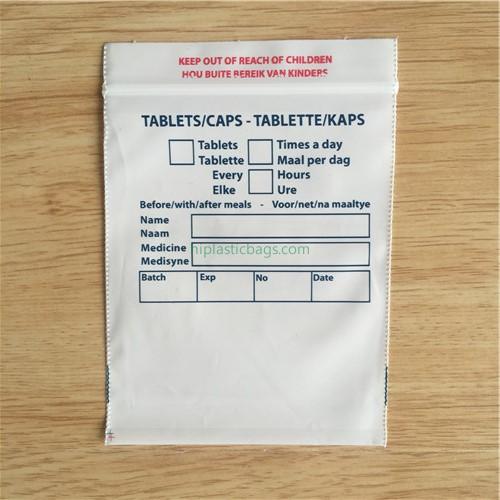 KEEP OUT OF REACH OF CHILDREN
HOU BUITE BEREIK VAN KINDERS
TABLETS/CAPS - TABLETTE/KAPS
Tablets Times a day
Tablette Maal per dag
Every Hours
Elke Ure
Before/with/after meals - Voor/net/na maaltye
Name
Naam
Medicine hiplasticbags.com
Medisyne
Batch Exp No Date